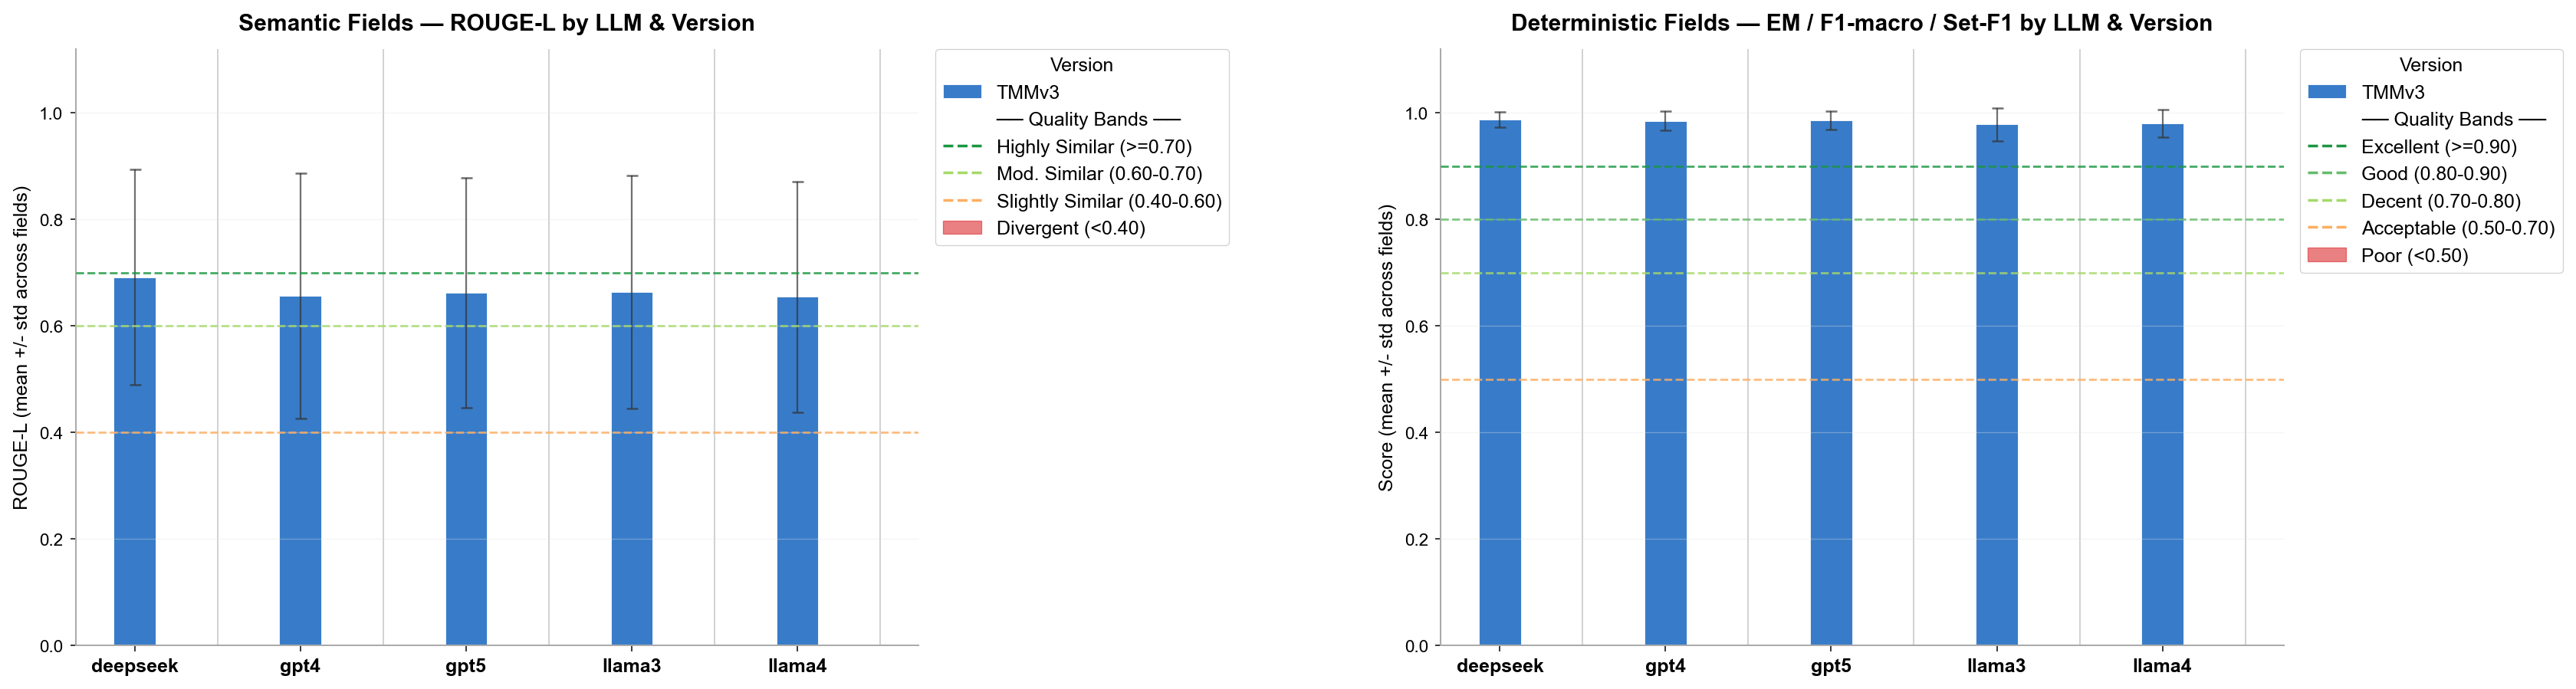 Semantic Fields — ROUGE-L by LLM & Version
ROUGE-L (mean +/- std across fields)
1.0
0.8
0.6
0.4
0.2
0.0
deepseek
gpt4
gpt5
llama3
llama4
Version
TMMv3
── Quality Bands ──
Highly Similar (>=0.70)
Mod. Similar (0.60-0.70)
Slightly Similar (0.40-0.60)
Divergent (<0.40)
Deterministic Fields — EM / F1-macro / Set-F1 by LLM & Version
Score (mean +/- std across fields)
1.0
0.8
0.6
0.4
0.2
0.0
deepseek
gpt4
gpt5
llama3
llama4
Version
TMMv3
── Quality Bands ──
Excellent (>=0.90)
Good (0.80-0.90)
Decent (0.70-0.80)
Acceptable (0.50-0.70)
Poor (<0.50)